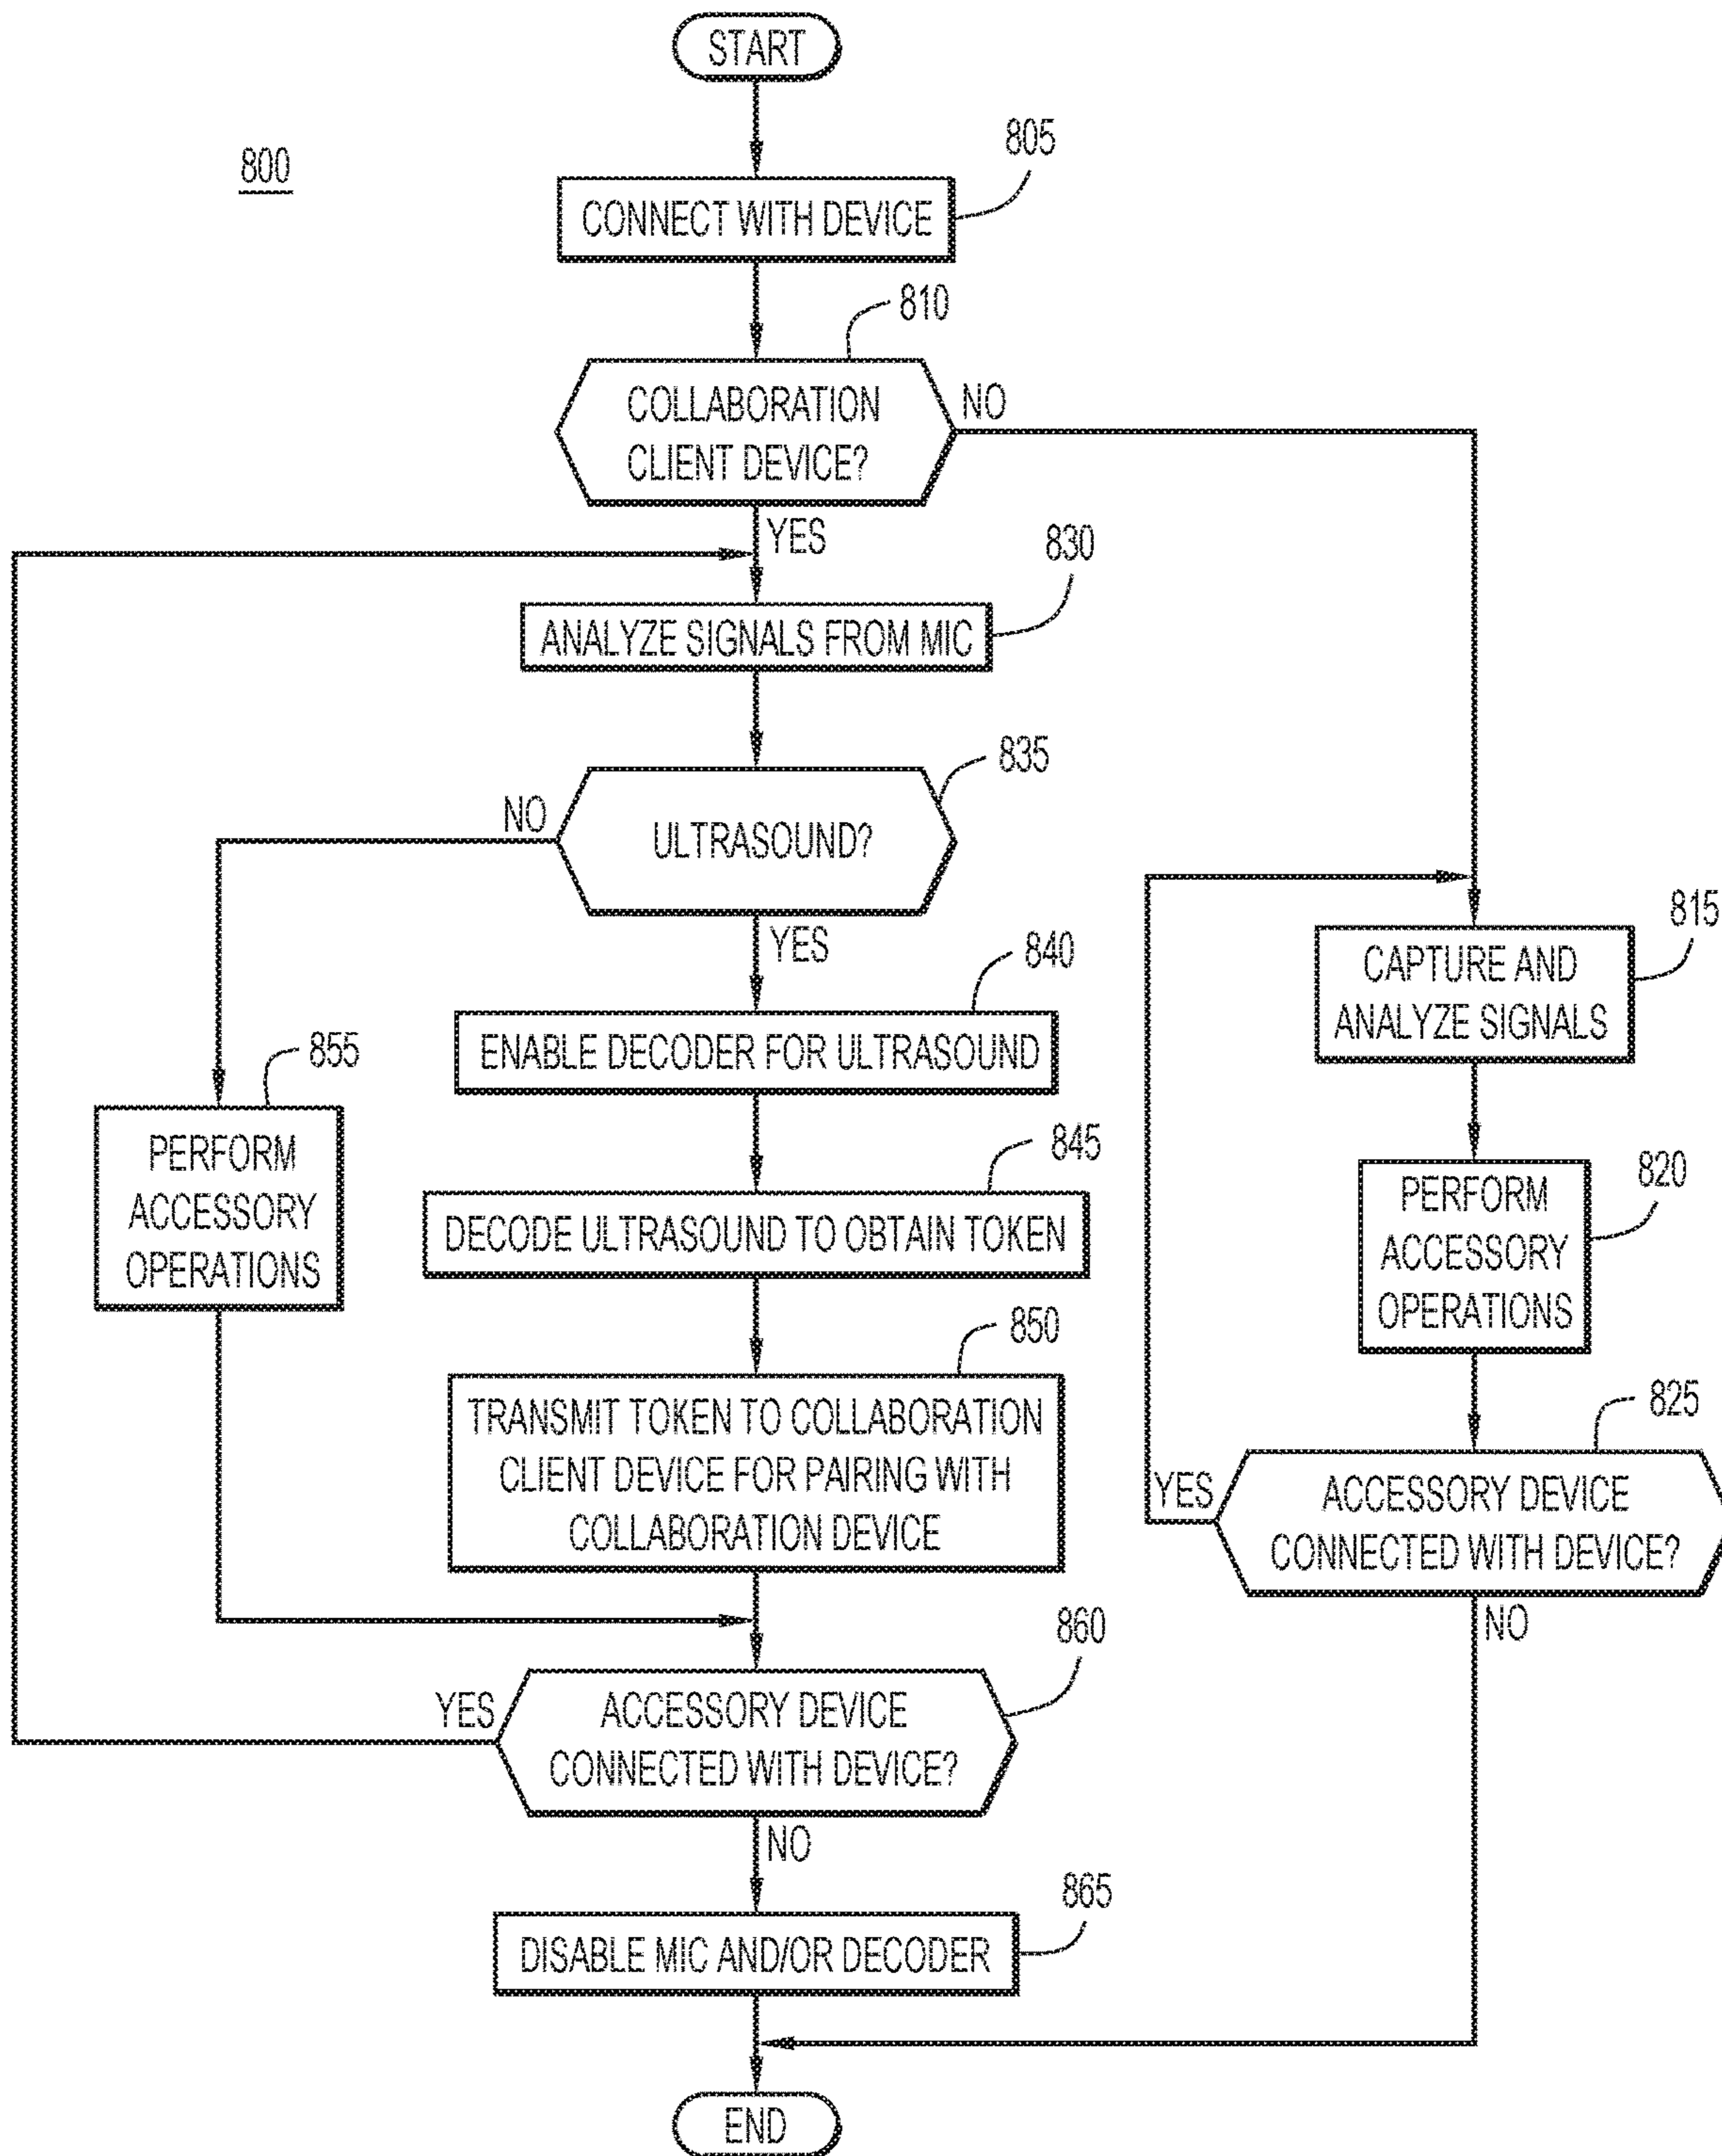 START
800
805
CONNECT WITH DEVICE
810
COLLABORATION
CLIENT DEVICE?
NO
YES
830
ANALYZE SIGNALS FROM MIC
835
NO
ULTRASOUND?
YES
840
ENABLE DECODER FOR ULTRASOUND
855
PERFORM
ACCESSORY
OPERATIONS
845
DECODE ULTRASOUND TO OBTAIN TOKEN
850
TRANSMIT TOKEN TO COLLABORATION
CLIENT DEVICE FOR PAIRING WITH
COLLABORATION DEVICE
815
CAPTURE AND
ANALYZE SIGNALS
820
PERFORM
ACCESSORY
OPERATIONS
825
YES
ACCESSORY DEVICE
CONNECTED WITH DEVICE?
NO
860
YES
ACCESSORY DEVICE
CONNECTED WITH DEVICE?
NO
865
DISABLE MIC AND/OR DECODER
END